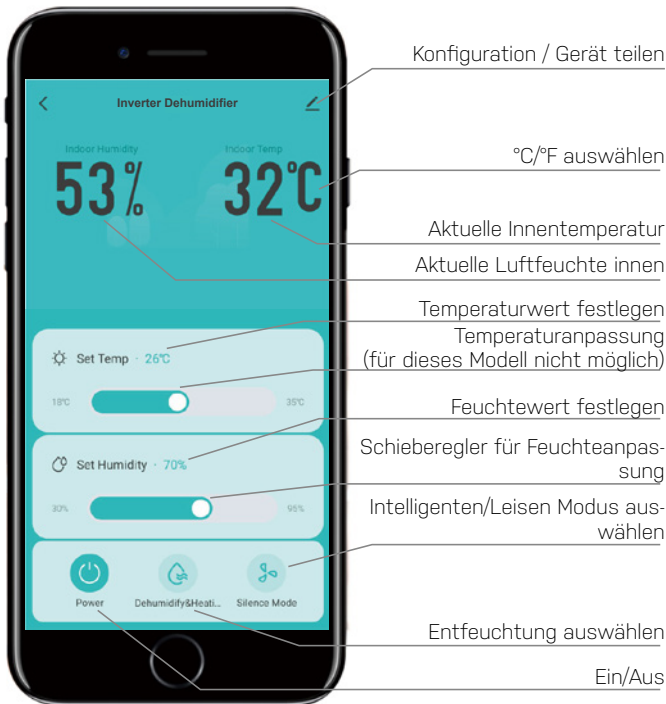 Konfiguration / Gerät teilen
Inverter Dehumidifier
Indoor Humidity
Indoor Temp
53%
32°C
°C/°F auswählen
Aktuelle Innentemperatur
Aktuelle Luftfeuchte innen
Temperaturwert festlegen
Temperaturanpassung
(für dieses Modell nicht möglich)
Set Temp · 26°C
18°C
35°C
Feuchtewert festlegen
Schieberegler für Feuchteanpas-
sung
Set Humidity · 70%
30%
95%
Intelligenten/Leisen Modus aus-
wählen
Power
Dehumidify&Heati...
Silence Mode
Entfeuchtung auswählen
Ein/Aus